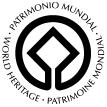 · PATRIMONIO MUNDIAL ·
WORLD HERITAGE ·
PATRIMOINE MONDIAL